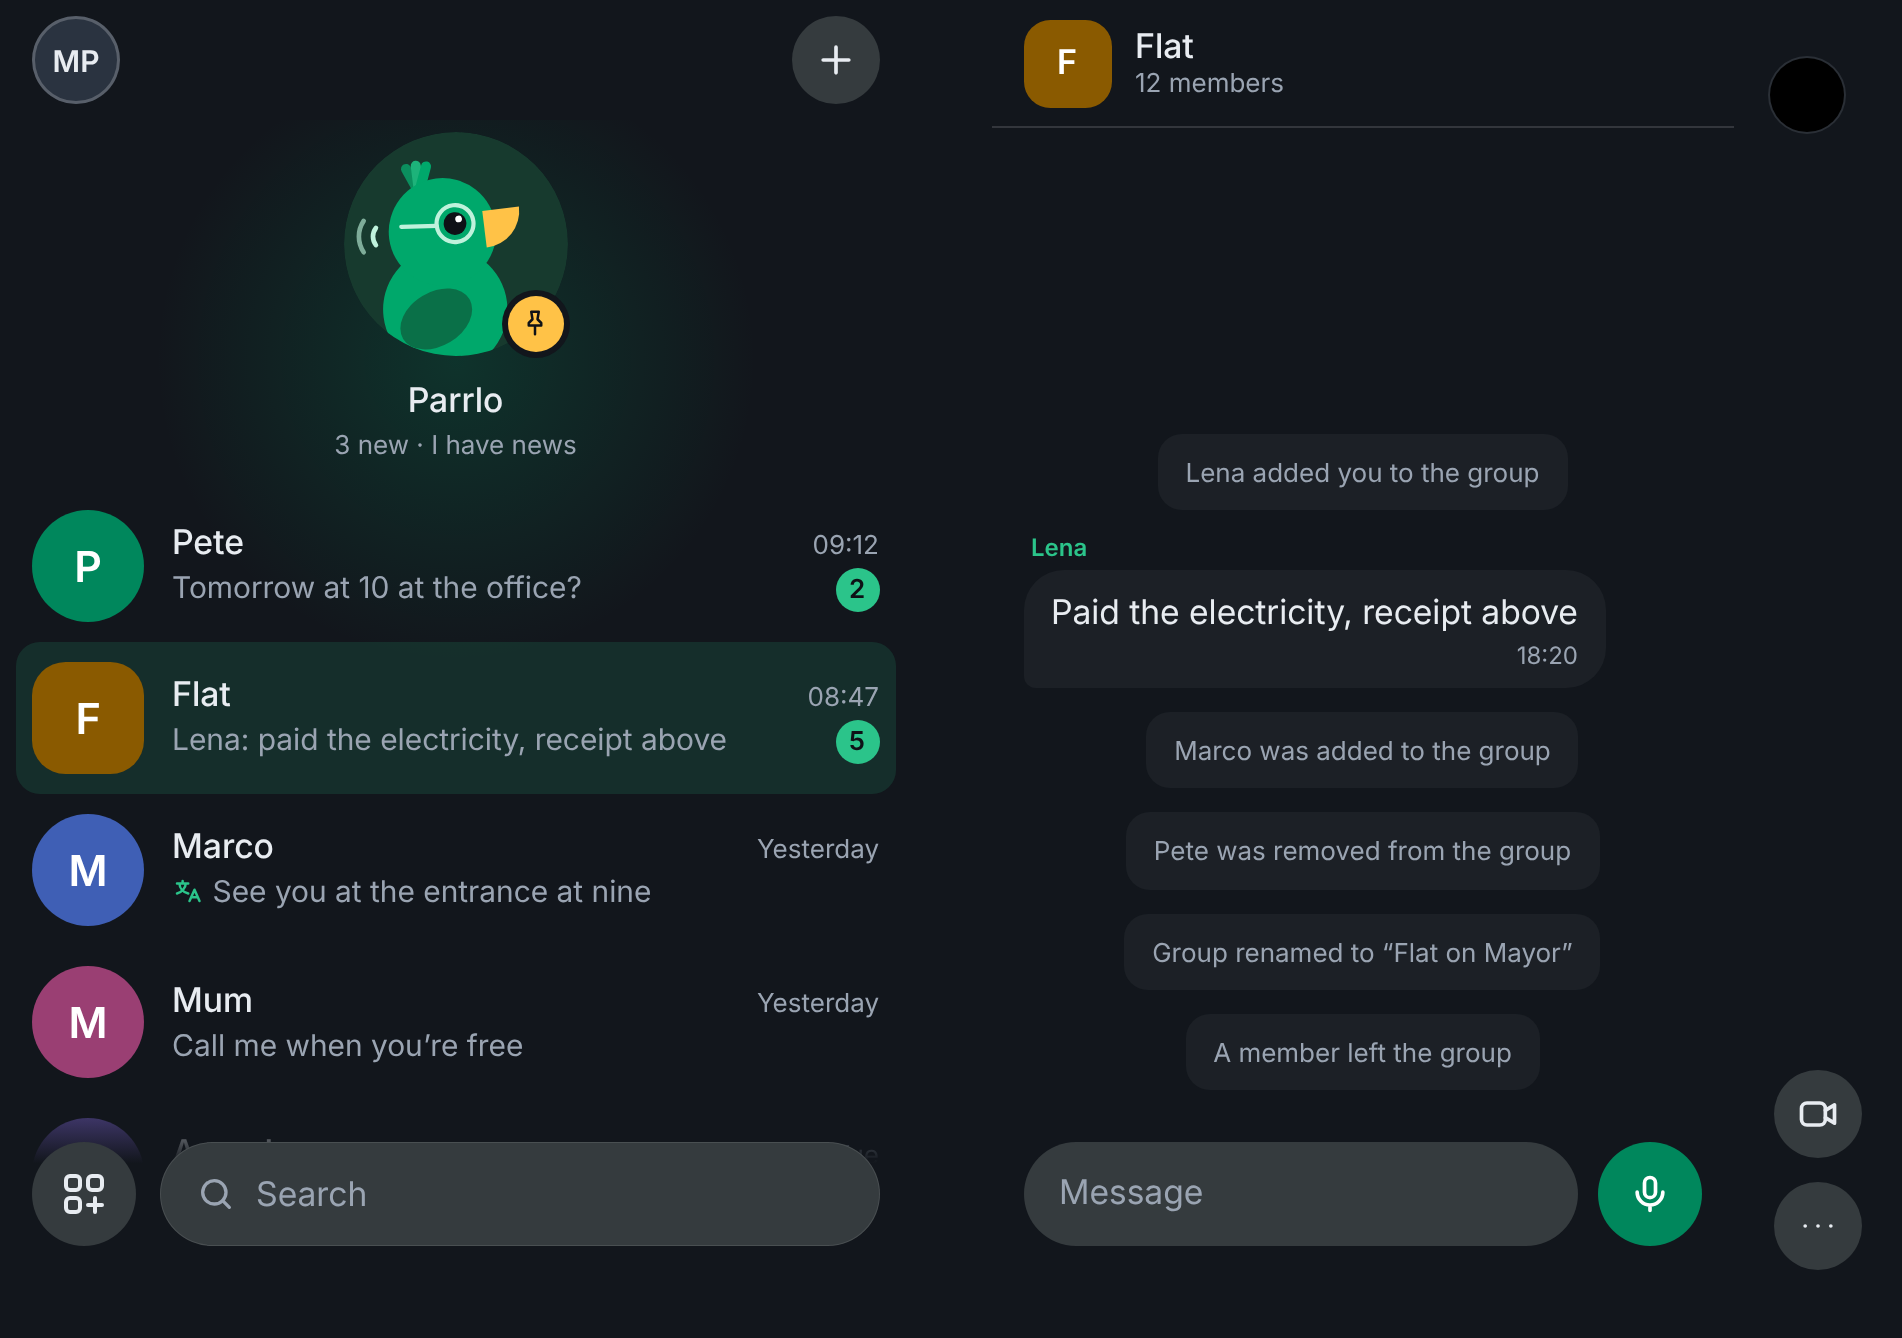 MP
Parrlo
3 new · I have news
P
Pete
09:12
Tomorrow at 10 at the office?
2
F
Flat
08:47
Lena: paid the electricity, receipt above
5
M
Marco
Yesterday
See you at the entrance at nine
M
Mum
Yesterday
Call me when you’re free
Search
F
Flat
12 members
Lena added you to the group
Lena
Paid the electricity, receipt above
18:20
Marco was added to the group
Pete was removed from the group
Group renamed to “Flat on Mayor”
A member left the group
Message